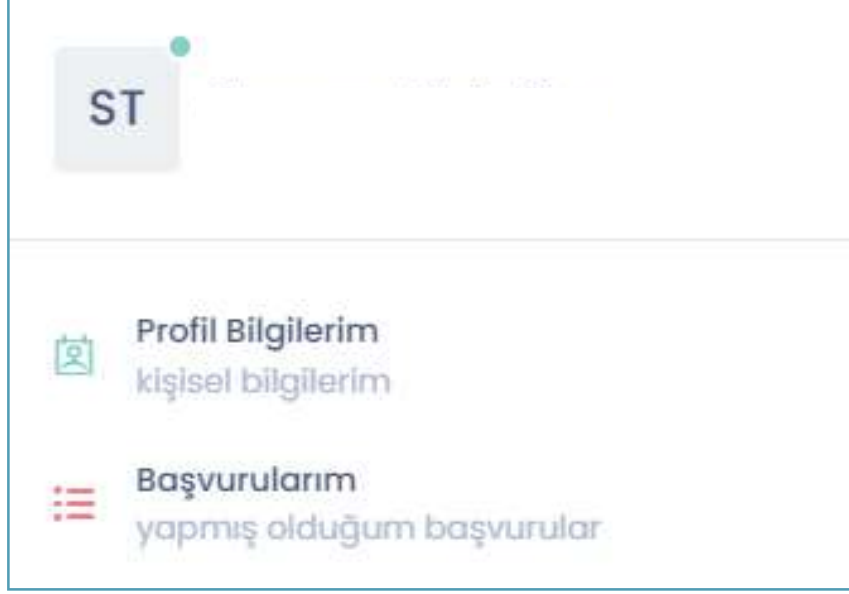 ST
Profil Bilgilerim
kişisel bilgilerim
Başvurularım
yapmış olduğum başvurular